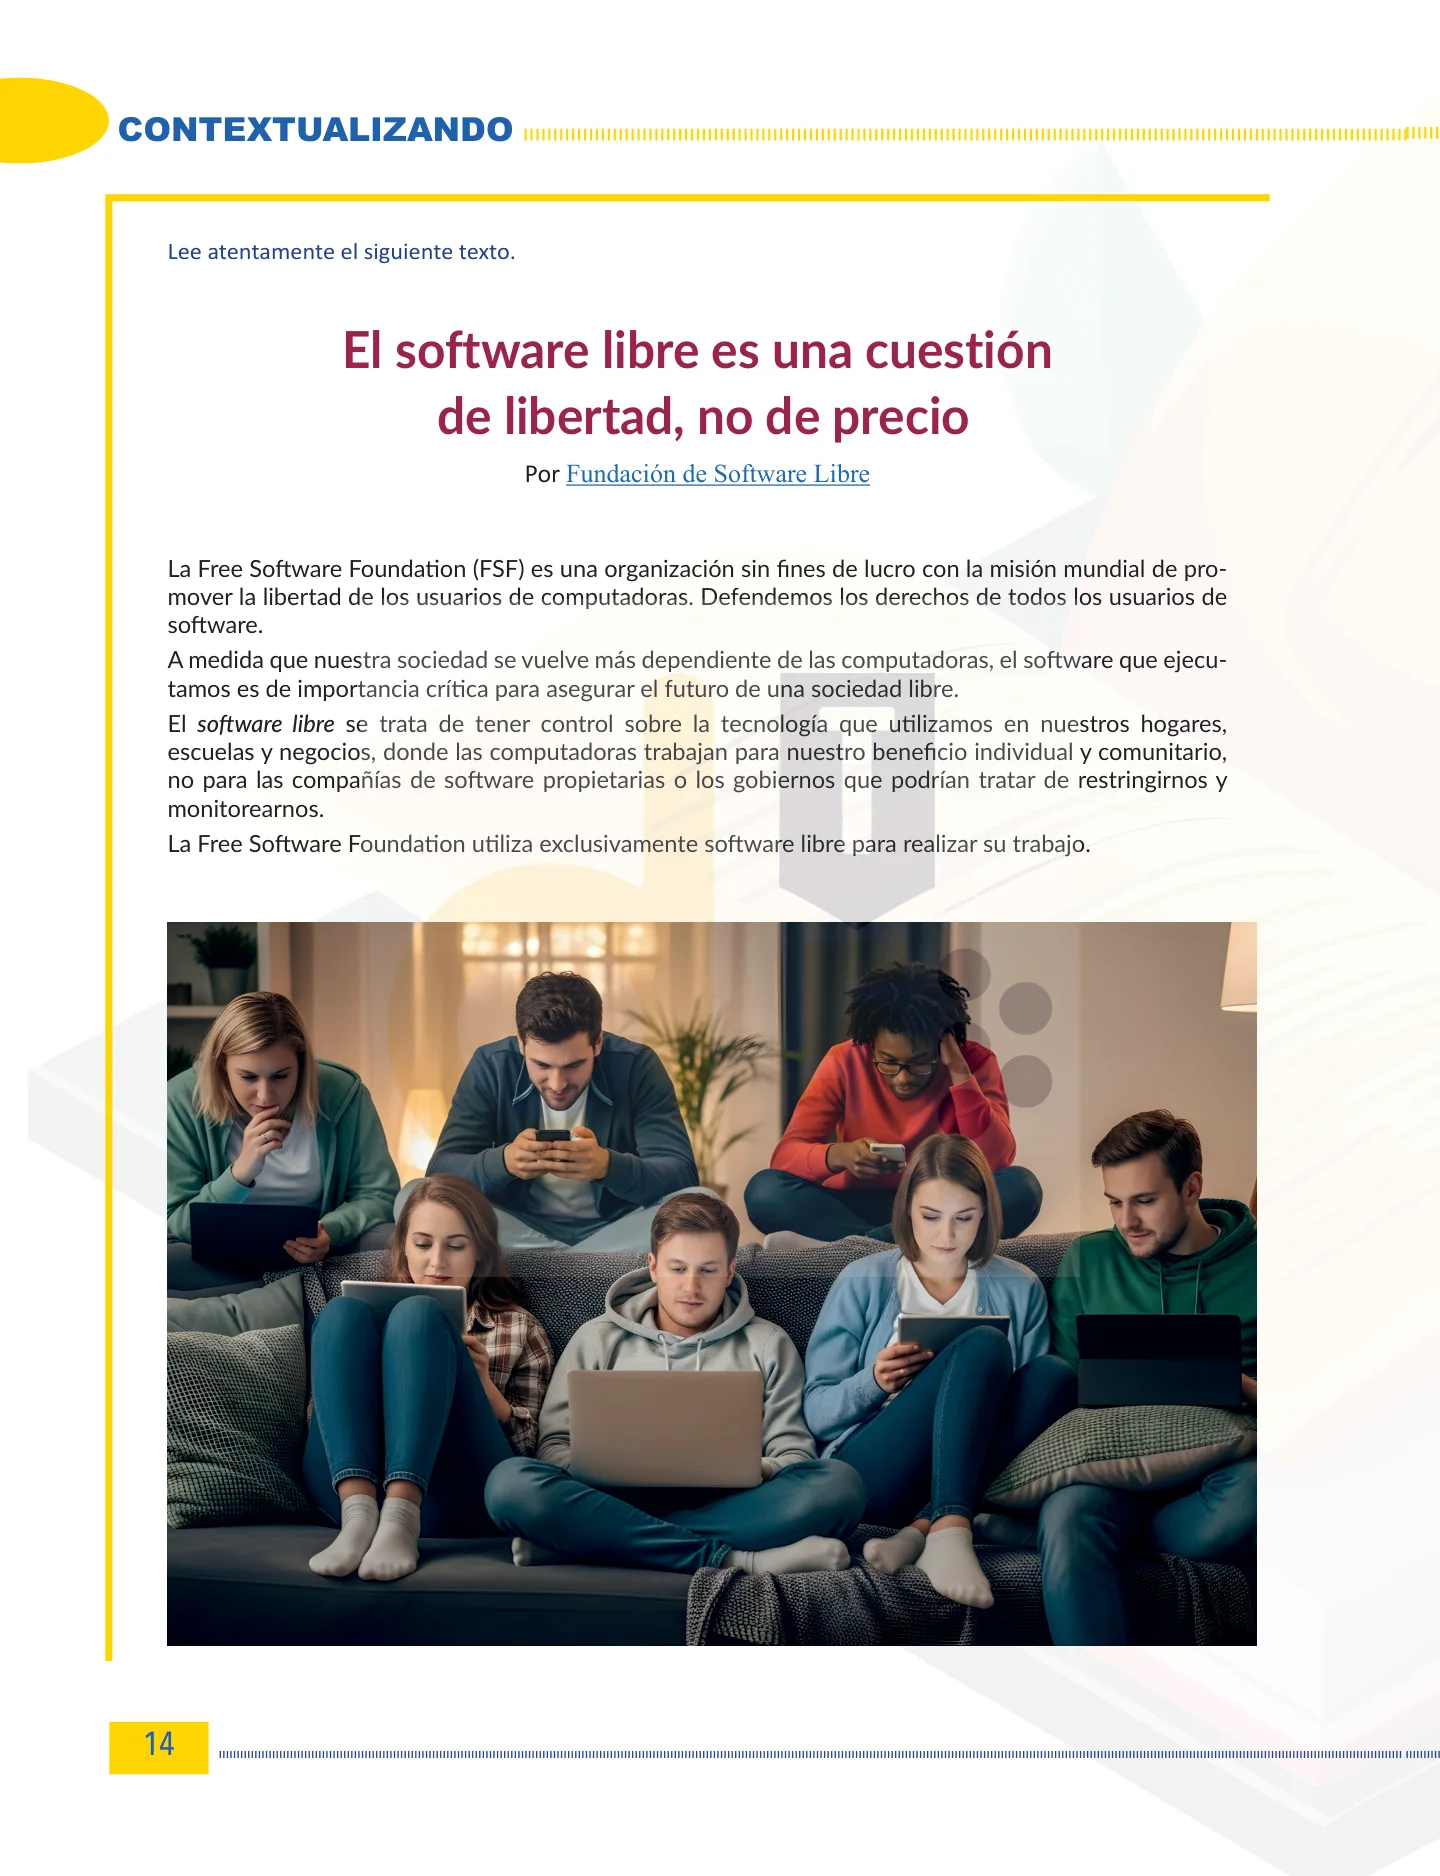 CONTEXTUALIZANDO
Lee atentamente el siguiente texto.
El software libre es una cuestión
de libertad, no de precio
Por Fundación de Software Libre
La Free Software Foundation (FSF) es una organización sin fines de lucro con la misión mundial de pro-
mover la libertad de los usuarios de computadoras. Defendemos los derechos de todos los usuarios de
software.
A medida que nuestra sociedad se vuelve más dependiente de las computadoras, el software que ejecu-
tamos es de importancia crítica para asegurar el futuro de una sociedad libre.
El software libre se trata de tener control sobre la tecnología que utilizamos en nuestros hogares,
escuelas y negocios, donde las computadoras trabajan para nuestro beneficio individual y comunitario,
no para las compañías de software propietarias o los gobiernos que podrían tratar de restringirnos y
monitorearnos.
La Free Software Foundation utiliza exclusivamente software libre para realizar su trabajo.
14